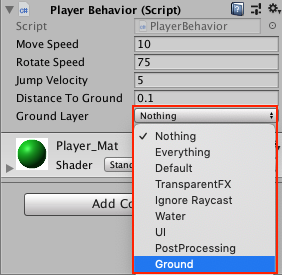 Player Behavior (Script)
Script PlayerBehavior
Move Speed 10
Rotate Speed 75
Jump Velocity 5
Distance To Ground 0.1
Ground Layer Nothing
✓ Nothing
Everything
Default
TransparentFX
Ignore Raycast
Water
UI
PostProcessing
Ground
Player_Mat
Shader Stand
Add Co